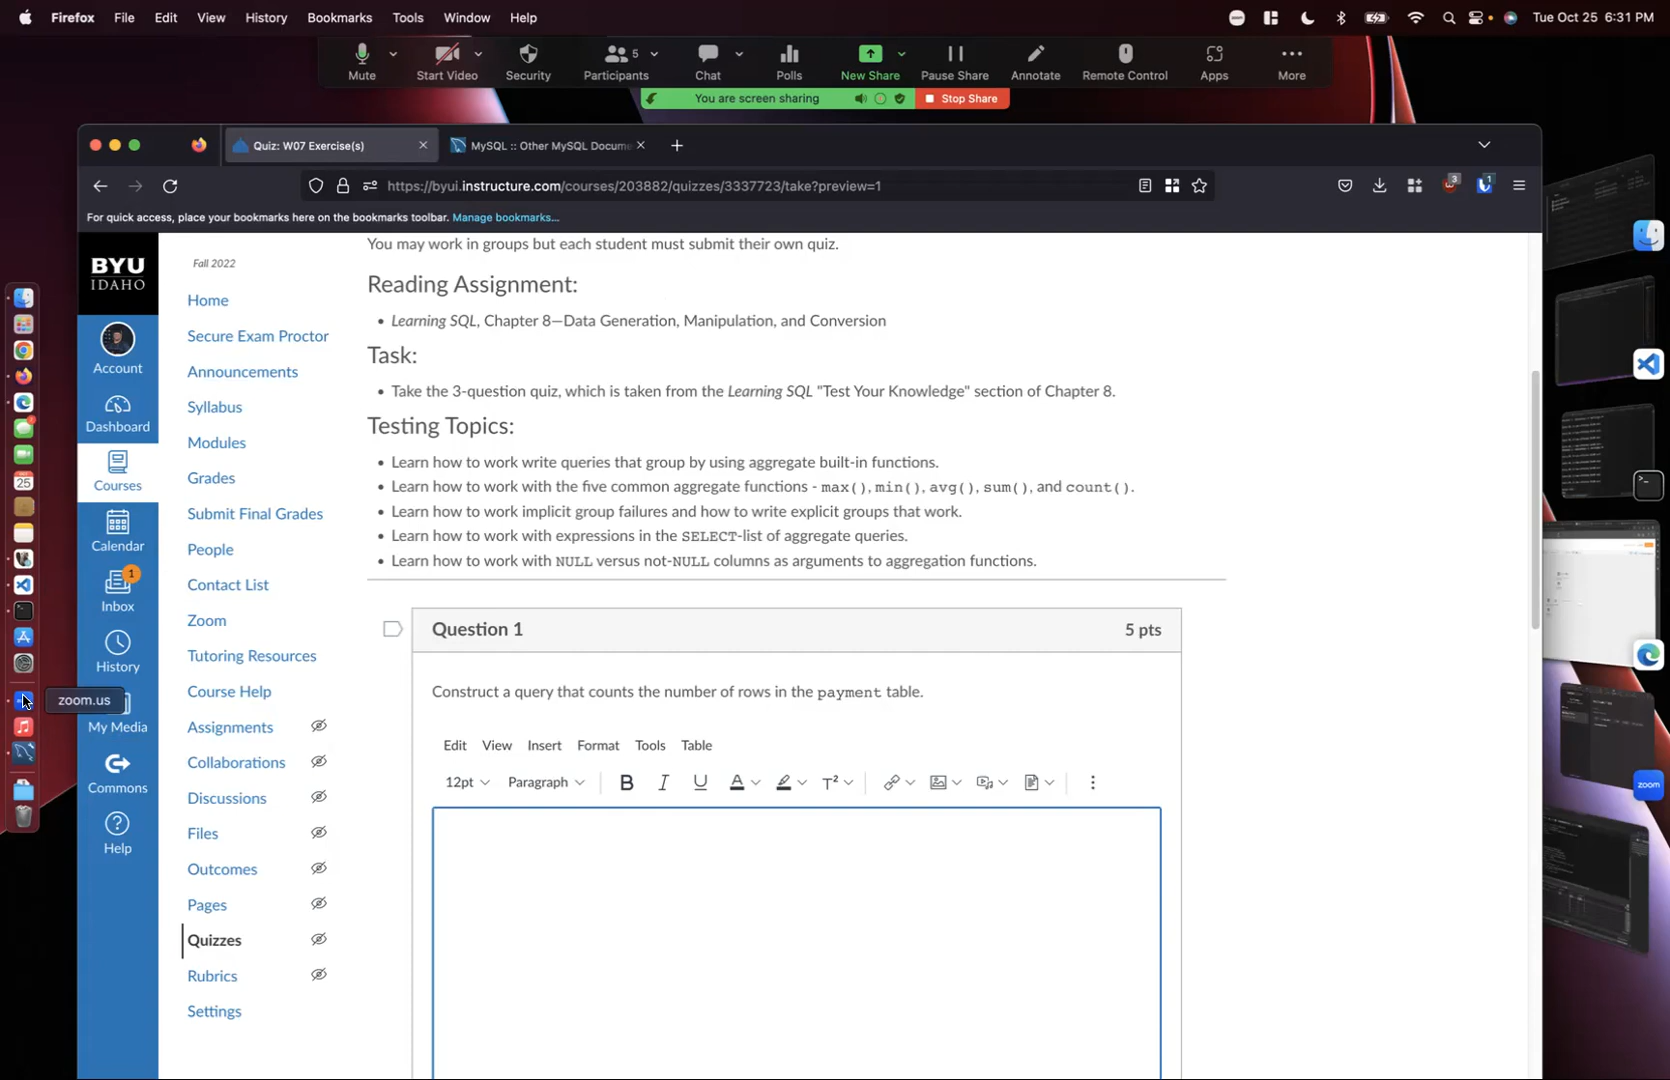 Firefox File Edit View History Bookmarks Tools Window Help
Tue Oct 25 6:31 PM
Mute
Start Video
Security
Participants 5
Chat
Polls
New Share
Pause Share
Annotate
Remote Control
Apps
More
You are screen sharing
Stop Share
Quiz: W07 Exercise(s)
MySQL :: Other MySQL Docume
https://byui.instructure.com/courses/203882/quizzes/3337723/take?preview=1
3
1
For quick access, place your bookmarks here on the bookmarks toolbar. Manage bookmarks...
BYU
IDAHO
Account
Dashboard
Courses
Calendar
1
Inbox
History
My Media
Commons
Help
25
zoom.us
Fall 2022
Home
Secure Exam Proctor
Announcements
Syllabus
Modules
Grades
Submit Final Grades
People
Contact List
Zoom
Tutoring Resources
Course Help
Assignments
Collaborations
Discussions
Files
Outcomes
Pages
Quizzes
Rubrics
Settings
You may work in groups but each student must submit their own quiz.
Reading Assignment:
• Learning SQL, Chapter 8—Data Generation, Manipulation, and Conversion
Task:
• Take the 3-question quiz, which is taken from the Learning SQL "Test Your Knowledge" section of Chapter 8.
Testing Topics:
• Learn how to work write queries that group by using aggregate built-in functions.
• Learn how to work with the five common aggregate functions - max(), min(), avg(), sum(), and count().
• Learn how to work implicit group failures and how to write explicit groups that work.
• Learn how to work with expressions in the SELECT-list of aggregate queries.
• Learn how to work with NULL versus not-NULL columns as arguments to aggregation functions.
Question 1
5 pts
Construct a query that counts the number of rows in the payment table.
Edit View Insert Format Tools Table
12pt Paragraph B I U A T²
zoom